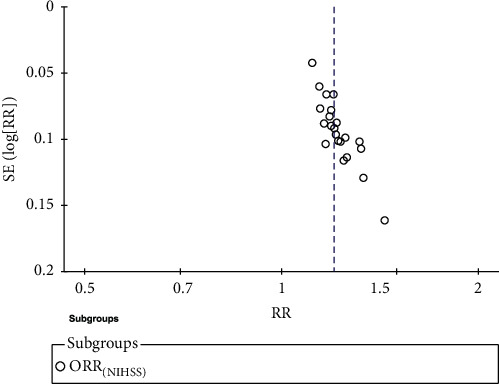 0
0.05
0.1
0.15
0.2
SE (log[RR])
0.5 0.7 1 1.5 2
RR
Subgroups
Subgroups
ORR(NIHSS)